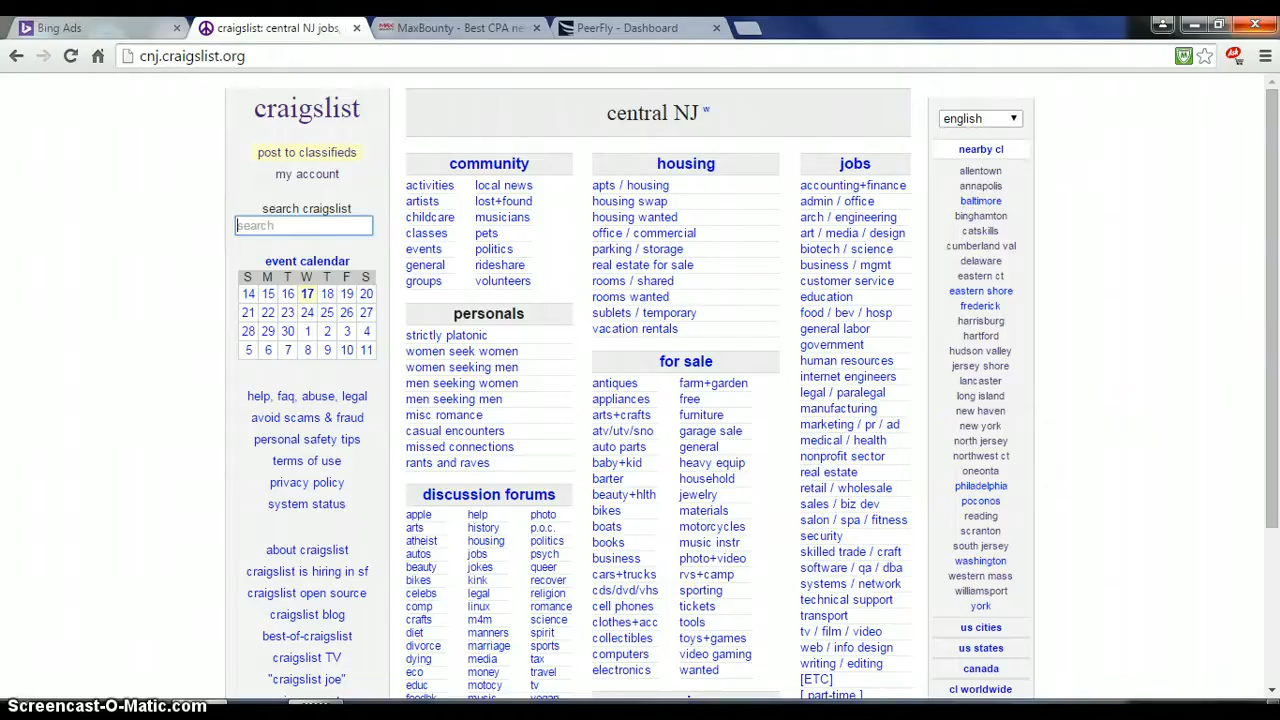 Bing Ads
craigslist: central NJ jobs,
MaxBounty - Best CPA ne
PeerFly - Dashboard
cnj.craigslist.org
craigslist
post to classifieds
my account
search craigslist
search
event calendar
S M T W T F S
14 15 16 17 18 19 20
21 22 23 24 25 26 27
28 29 30 1 2 3 4
5 6 7 8 9 10 11
help, faq, abuse, legal
avoid scams & fraud
personal safety tips
terms of use
privacy policy
system status
about craigslist
craigslist is hiring in sf
craigslist open source
craigslist blog
best-of-craigslist
craigslist TV
"craigslist joe"
central NJ w
community
activities local news
artists lost+found
childcare musicians
classes pets
events politics
general rideshare
groups volunteers
personals
strictly platonic
women seek women
women seeking men
men seeking women
men seeking men
misc romance
casual encounters
missed connections
rants and raves
discussion forums
apple help photo
arts history p.o.c.
atheist housing politics
autos jobs psych
beauty jokes queer
bikes kink recover
celebs legal religion
comp linux romance
crafts m4m science
diet manners spirit
divorce marriage sports
dying media tax
eco money travel
educ motocy tv
feedbk music vegan
housing
apts / housing
housing swap
housing wanted
office / commercial
parking / storage
real estate for sale
rooms / shared
rooms wanted
sublets / temporary
vacation rentals
for sale
antiques farm+garden
appliances free
arts+crafts furniture
atv/utv/sno garage sale
auto parts general
baby+kid heavy equip
barter household
beauty+hlth jewelry
bikes materials
boats motorcycles
books music instr
business photo+video
cars+trucks rvs+camp
cds/dvd/vhs sporting
cell phones tickets
clothes+acc tools
collectibles toys+games
computers video gaming
electronics wanted
jobs
accounting+finance
admin / office
arch / engineering
art / media / design
biotech / science
business / mgmt
customer service
education
food / bev / hosp
general labor
government
human resources
internet engineers
legal / paralegal
manufacturing
marketing / pr / ad
medical / health
nonprofit sector
real estate
retail / wholesale
sales / biz dev
salon / spa / fitness
security
skilled trade / craft
software / qa / dba
systems / network
technical support
transport
tv / film / video
web / info design
writing / editing
[ETC]
[ part-time ]
english
nearby cl
allentown
annapolis
baltimore
binghamton
catskills
cumberland val
delaware
eastern ct
eastern shore
frederick
harrisburg
hartford
hudson valley
jersey shore
lancaster
long island
new haven
new york
north jersey
northwest ct
oneonta
philadelphia
poconos
reading
scranton
south jersey
washington
western mass
williamsport
york
us cities
us states
canada
cl worldwide
Screencast-O-Matic.com